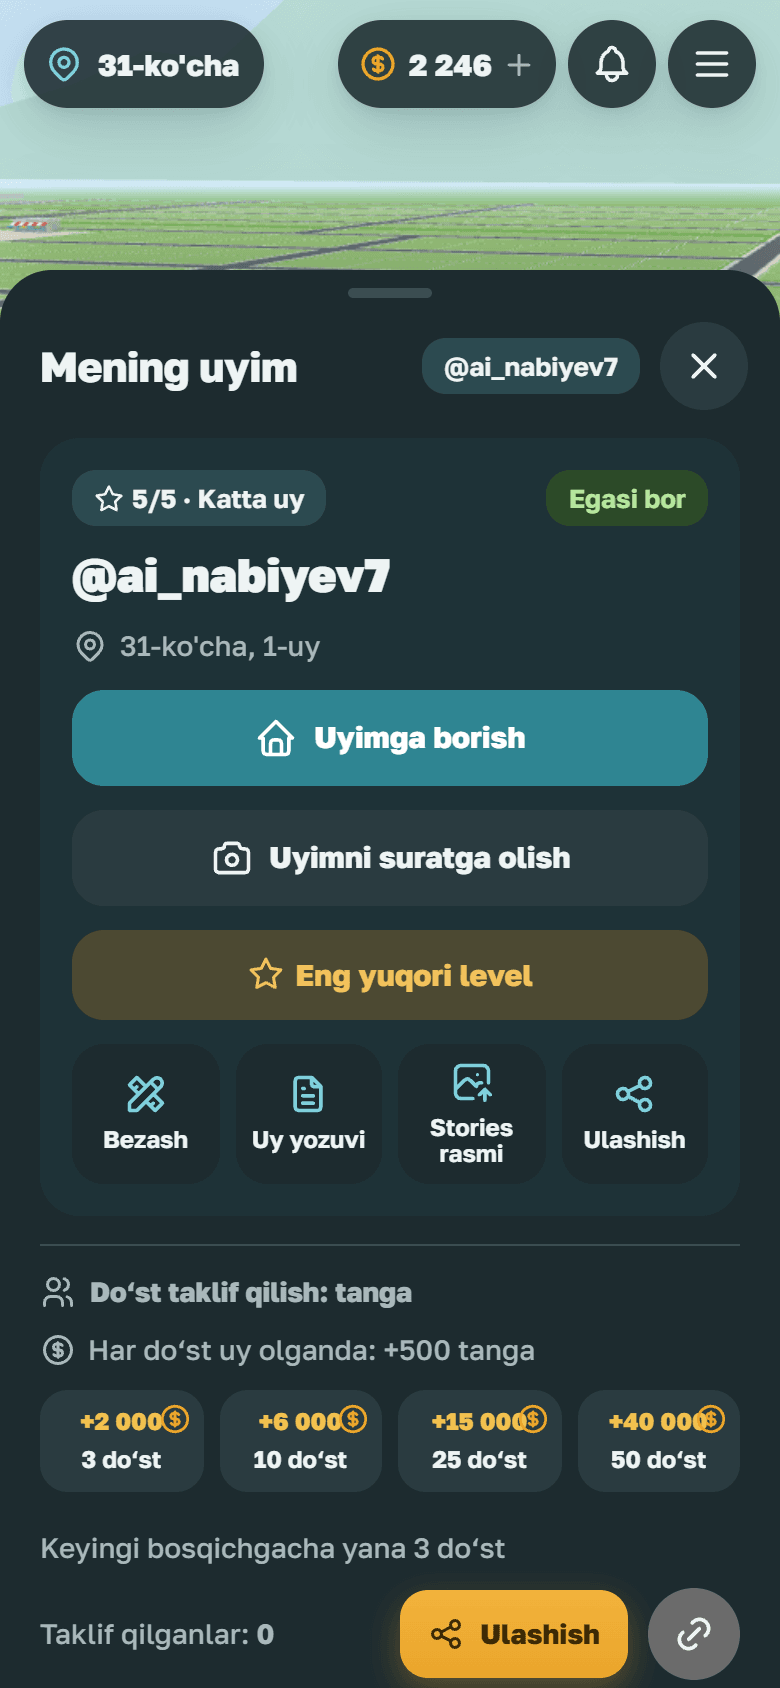 31-ko'cha
2 246 +
Mening uyim
@ai_nabiyev7
5/5 · Katta uy
Egasi bor
@ai_nabiyev7
31-ko'cha, 1-uy
Uyimga borish
Uyimni suratga olish
Eng yuqori level
Bezash
Uy yozuvi
Stories
rasmi
Ulashish
Do‘st taklif qilish: tanga
Har do‘st uy olganda: +500 tanga
+2 000
3 do‘st
+6 000
10 do‘st
+15 000
25 do‘st
+40 000
50 do‘st
Keyingi bosqichgacha yana 3 do‘st
Taklif qilganlar: 0
Ulashish